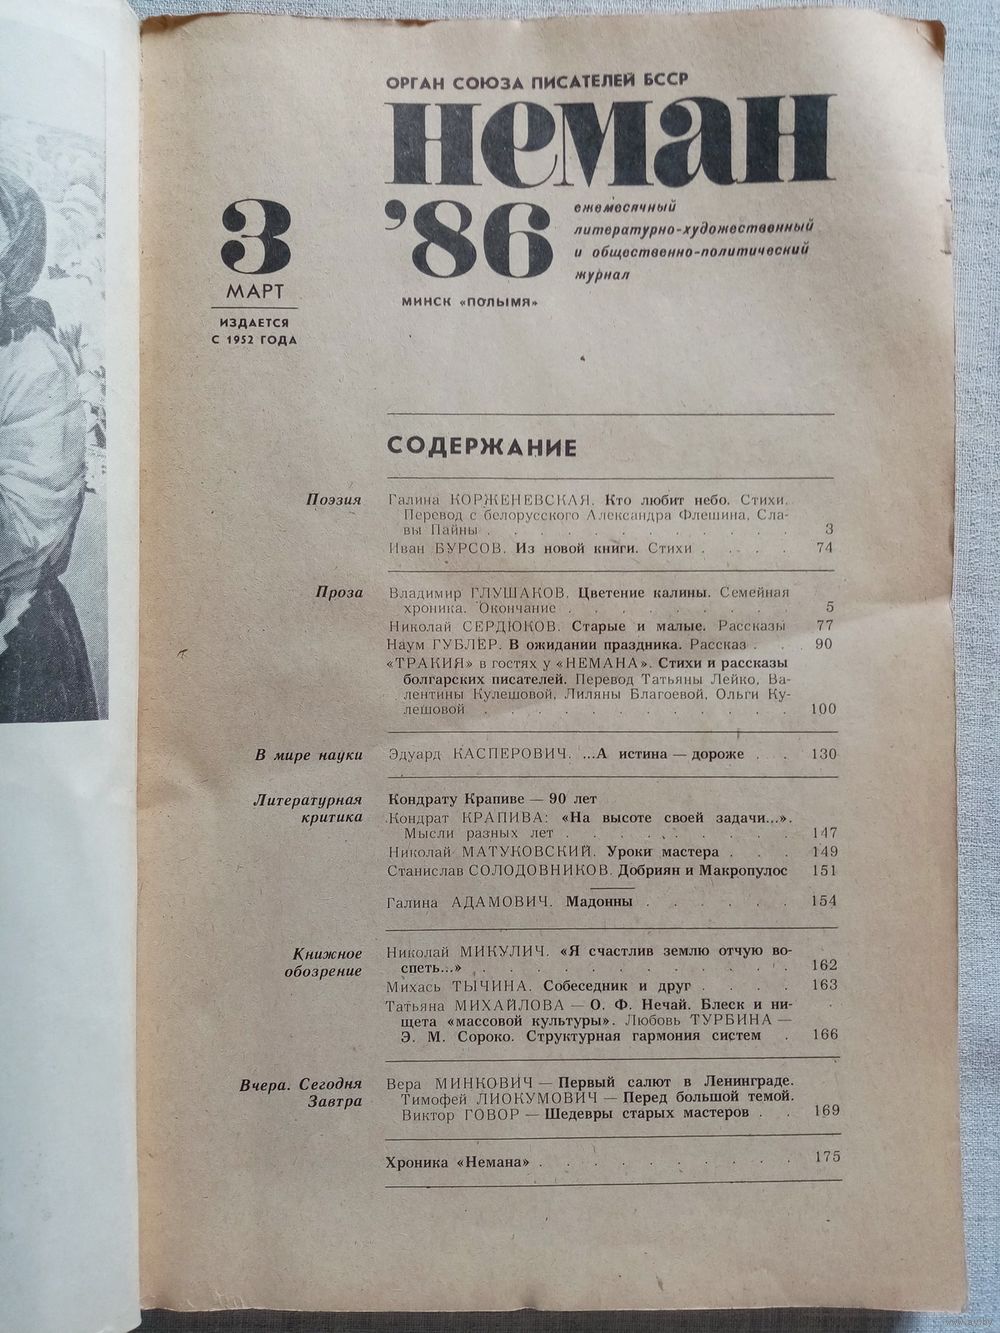 ОРГАН СОЮЗА ПИСАТЕЛЕЙ БССР
неман
'86
3
МАРТ
ИЗДАЕТСЯ
С 1952 ГОДА
ежемесячный
литературно-художественный
и общественно-политический
журнал
МИНСК «ПОЛЫМЯ»
СОДЕРЖАНИЕ
Поэзия
Галина КОРЖЕНЕВСКАЯ. Кто любит небо. Стихи.
Перевод с белорусского Александра Флешина, Сла-
вы Пайны . . . . . . . . . . . . 3
Иван БУРСОВ. Из новой книги. Стихи . . . . 74
Проза
Владимир ГЛУШАКОВ. Цветение калины. Семейная
хроника. Окончание . . . . . . . . . 5
Николай СЕРДЮКОВ. Старые и малые. Рассказы 77
Наум ГУБЛЕР. В ожидании праздника. Рассказ . . . 90
«ТРАКИЯ» в гостях у «НЕМАНА». Стихи и рассказы
болгарских писателей. Перевод Татьяны Лейко, Ва-
лентины Кулешовой, Лиляны Благоевой, Ольги Ку-
лешовой . . . . . . . . . . . . 100
В мире науки
Эдуард КАСПЕРОВИЧ. ...А истина — дороже . . 130
Литературная
критика
Кондрату Крапиве — 90 лет
Кондрат КРАПИВА: «На высоте своей задачи...».
Мысли разных лет . . . . . . . . . 147
Николай МАТУКОВСКИЙ. Уроки мастера . . . 149
Станислав СОЛОДОВНИКОВ. Добриян и Макропулос 151
Галина АДАМОВИЧ. Мадонны . . . . . . 154
Книжное
обозрение
Николай МИКУЛИЧ. «Я счастлив землю отчую вос-
петь...» . . . . . . . . . . . . 162
Михась ТЫЧИНА. Собеседник и друг . . . . 163
Татьяна МИХАЙЛОВА — О. Ф. Нечай. Блеск и ни-
щета «массовой культуры». Любовь ТУРБИНА —
Э. М. Сороко. Структурная гармония систем . 166
Вчера. Сегодня
Завтра
Вера МИНКОВИЧ — Первый салют в Ленинграде.
Тимофей ЛИОКУМОВИЧ — Перед большой темой.
Виктор ГОВОР — Шедевры старых мастеров . . 169
Хроника «Немана» . . . . . . . . . . 175
www.ay.by